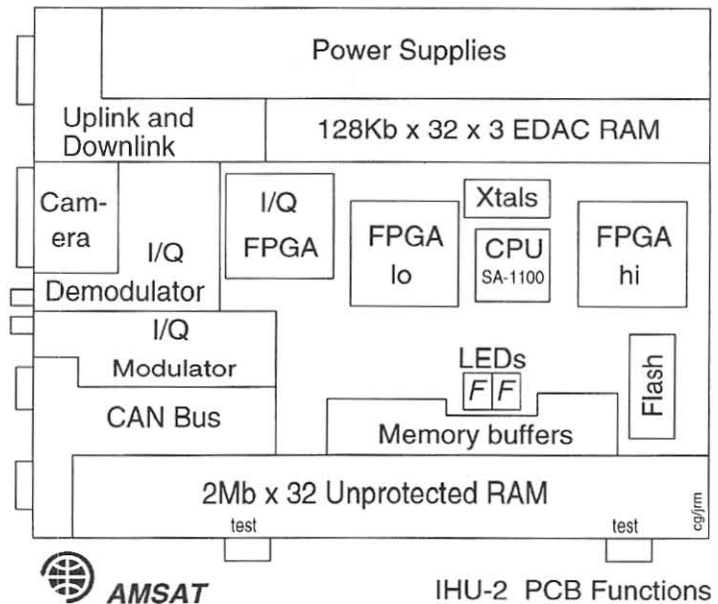 Power Supplies
Uplink and
Downlink
128Kb x 32 x 3 EDAC RAM
Cam-
era
I/Q
Demodulator
I/Q
FPGA
FPGA
lo
Xtals
CPU
SA-1100
FPGA
hi
I/Q
Modulator
LEDs
F F
Flash
CAN Bus
Memory buffers
2Mb x 32 Unprotected RAM
cg/jrm
test
test
AMSAT
IHU-2 PCB Functions